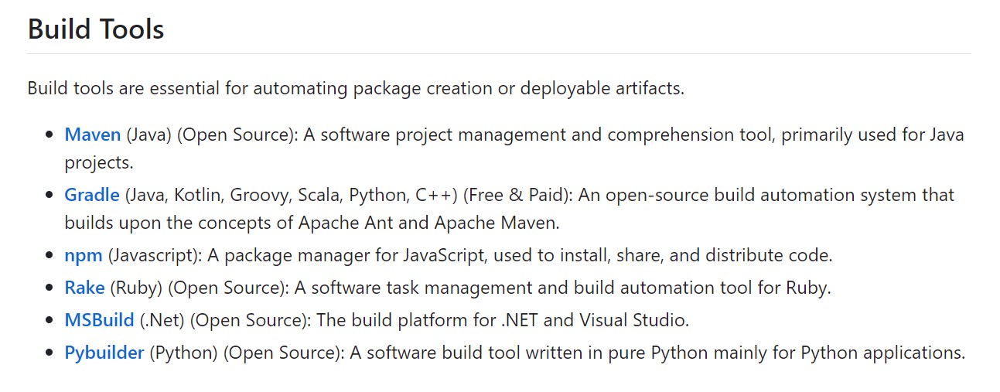 Build Tools
Build tools are essential for automating package creation or deployable artifacts.
• Maven (Java) (Open Source): A software project management and comprehension tool, primarily used for Java
projects.
• Gradle (Java, Kotlin, Groovy, Scala, Python, C++) (Free & Paid): An open-source build automation system that
builds upon the concepts of Apache Ant and Apache Maven.
• npm (Javascript): A package manager for JavaScript, used to install, share, and distribute code.
• Rake (Ruby) (Open Source): A software task management and build automation tool for Ruby.
• MSBuild (.Net) (Open Source): The build platform for .NET and Visual Studio.
• Pybuilder (Python) (Open Source): A software build tool written in pure Python mainly for Python applications.